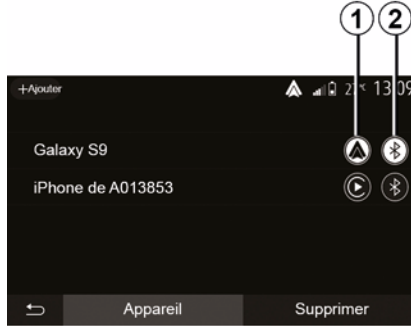 1 2
+Ajouter 13:09
Galaxy S9
iPhone de A013853
Appareil Supprimer